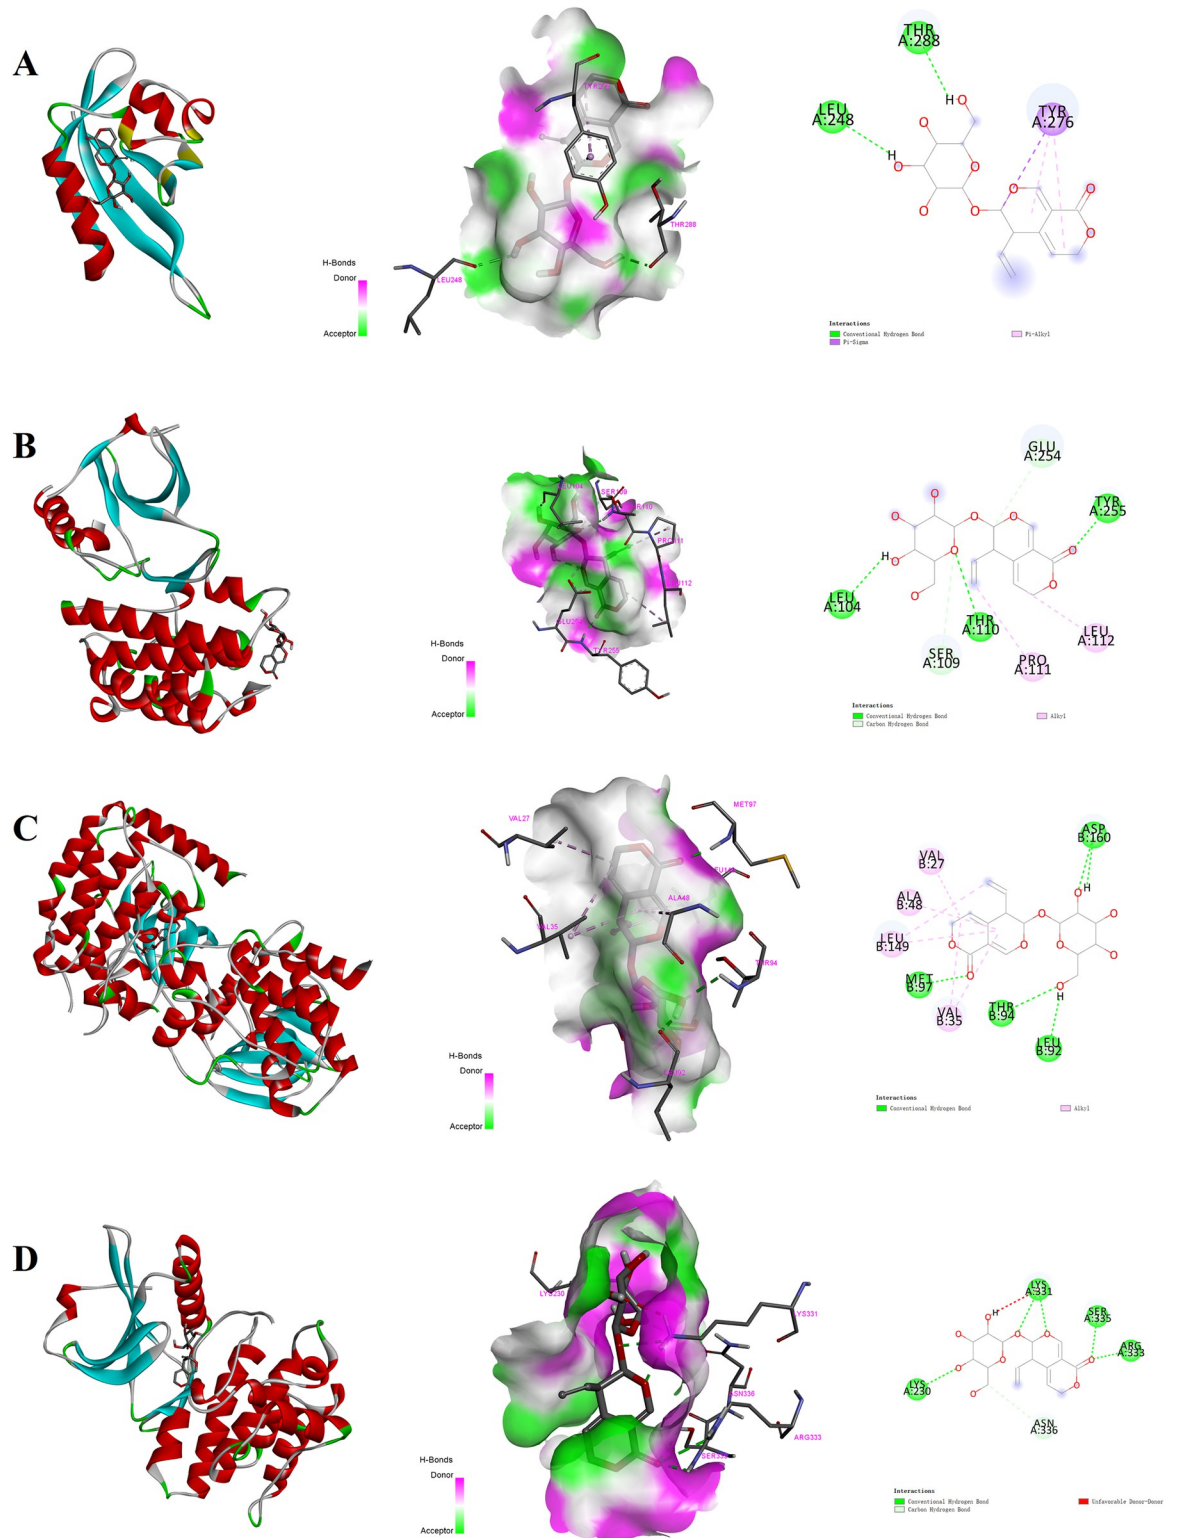 A
TYR276
THR288
LEU248
H-Bonds
Donor
Acceptor
THR
A:288
LEU
A:248
TYR
A:276
H
O
H
O
Interactions
Conventional Hydrogen Bond
Pi-Sigma
Pi-Alkyl
B
SER109
PRO111
TYR255
H-Bonds
Donor
Acceptor
GLU
A:254
TYR
A:255
LEU
A:104
THR
A:110
SER
A:109
PRO
A:111
LEU
A:112
H
O
Interactions
Conventional Hydrogen Bond
Carbon Hydrogen Bond
Alkyl
C
VAL27
MET97
ALA48
VAL35
THR94
H-Bonds
Donor
Acceptor
ASP
B:160
VAL
B:27
ALA
B:48
LEU
B:149
MET
B:97
VAL
B:35
THR
B:94
LEU
B:92
O
H
O
H
Interactions
Conventional Hydrogen Bond
Alkyl
D
LYS230
LYS331
ASN336
ARG333
H-Bonds
Donor
Acceptor
LYS
A:331
SER
A:335
ARG
A:333
LYS
A:230
ASN
A:336
H
O
Interactions
Conventional Hydrogen Bond
Carbon Hydrogen Bond
Unfavorable Donor-Donor